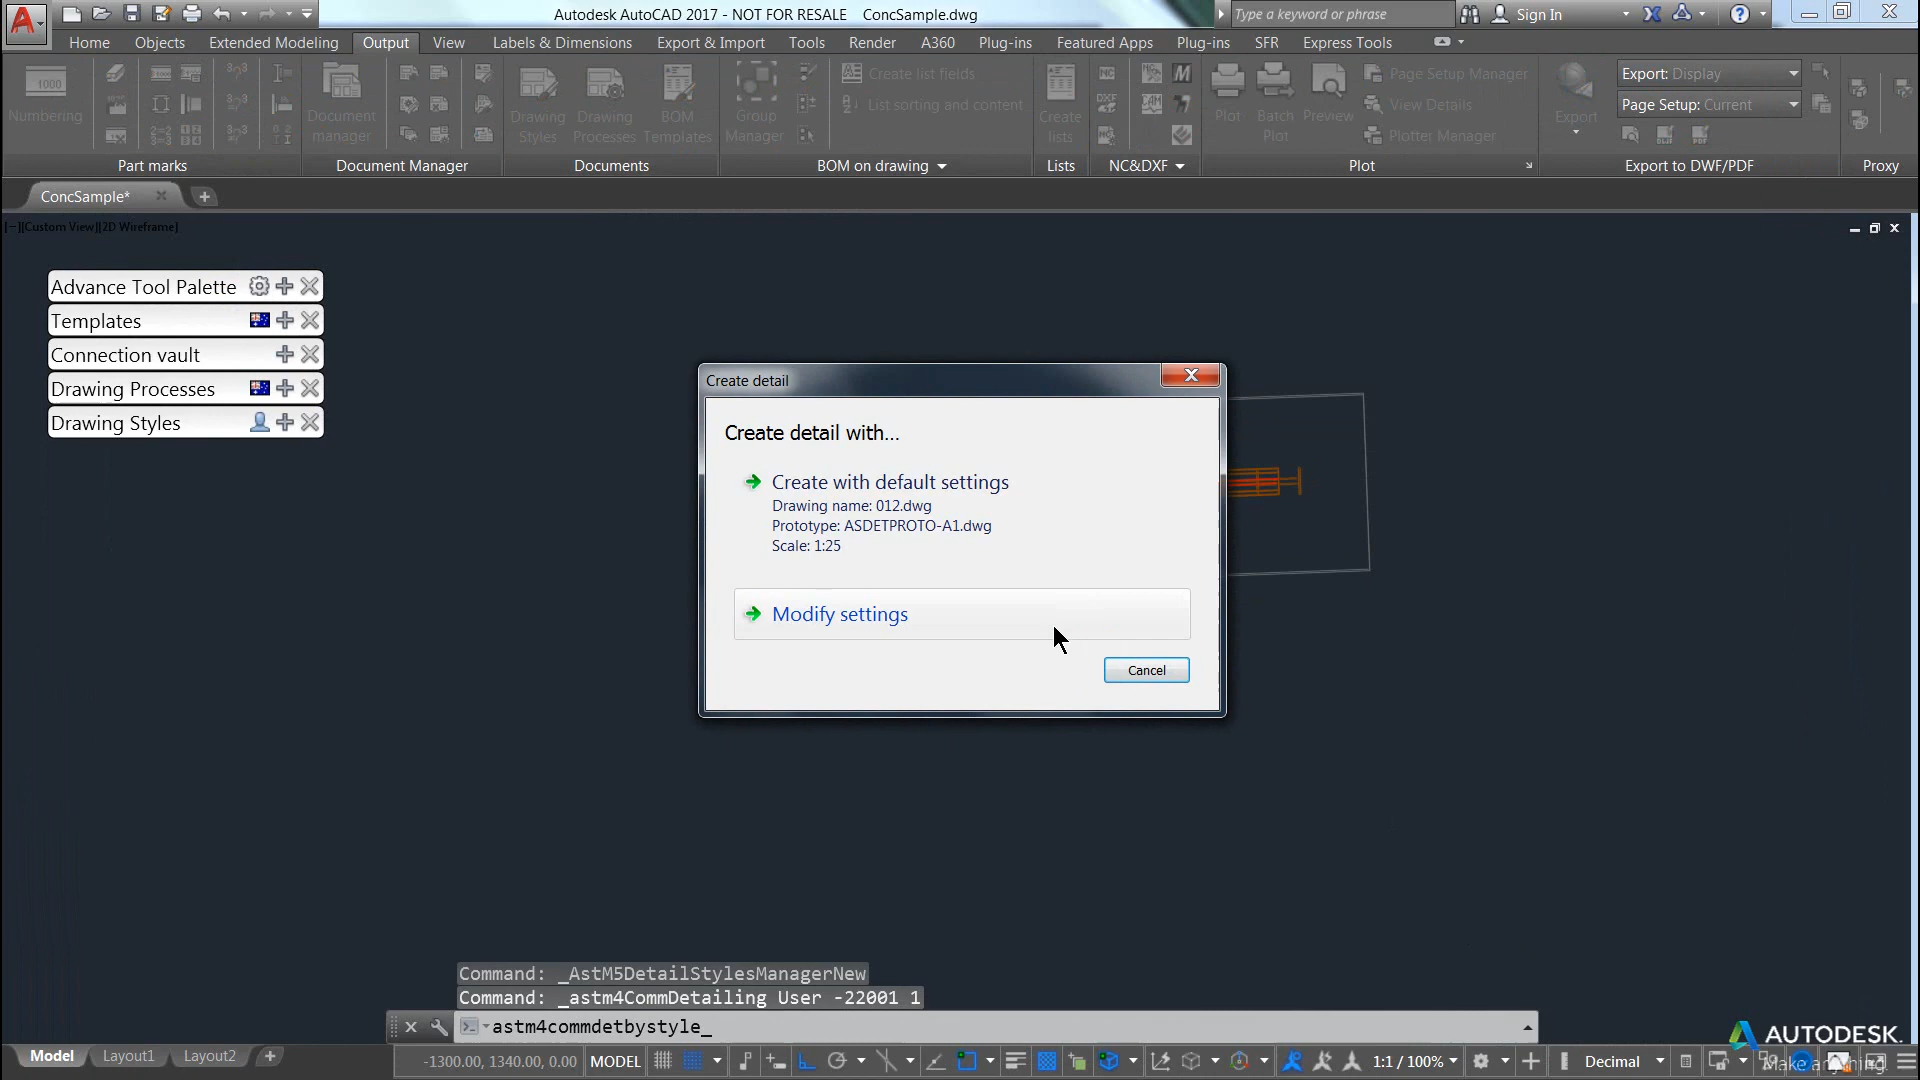 Autodesk AutoCAD 2017 - NOT FOR RESALE ConcSample.dwg
Type a keyword or phrase
Sign In
Home Objects Extended Modeling Output View Labels & Dimensions Export & Import Tools Render A360 Plug-ins Featured Apps Plug-ins SFR Express Tools
Numbering
Document manager
Drawing Styles
Drawing Processes
BOM Templates
Group Manager
Create list fields
List sorting and content
Create lists
Plot
Batch Plot
Preview
Page Setup Manager
View Details
Plotter Manager
Export
Export: Display
Page Setup: Current
Part marks Document Manager Documents BOM on drawing Lists NC&DXF Plot Export to DWF/PDF Proxy
ConcSample*
[−][Custom View][2D Wireframe]
Advance Tool Palette
Templates
Connection vault
Drawing Processes
Drawing Styles
Create detail
Create detail with...
Create with default settings
Drawing name: 012.dwg
Prototype: ASDETPROTO-A1.dwg
Scale: 1:25
Modify settings
Cancel
Command: _AstM5DetailStylesManagerNew
Command: _astm4CommDetailing User -22001 1
astm4commdetbystyle_
Model Layout1 Layout2
-1300.00, 1340.00, 0.00 MODEL 1:1 / 100% Decimal
AUTODESK.
Make anything.